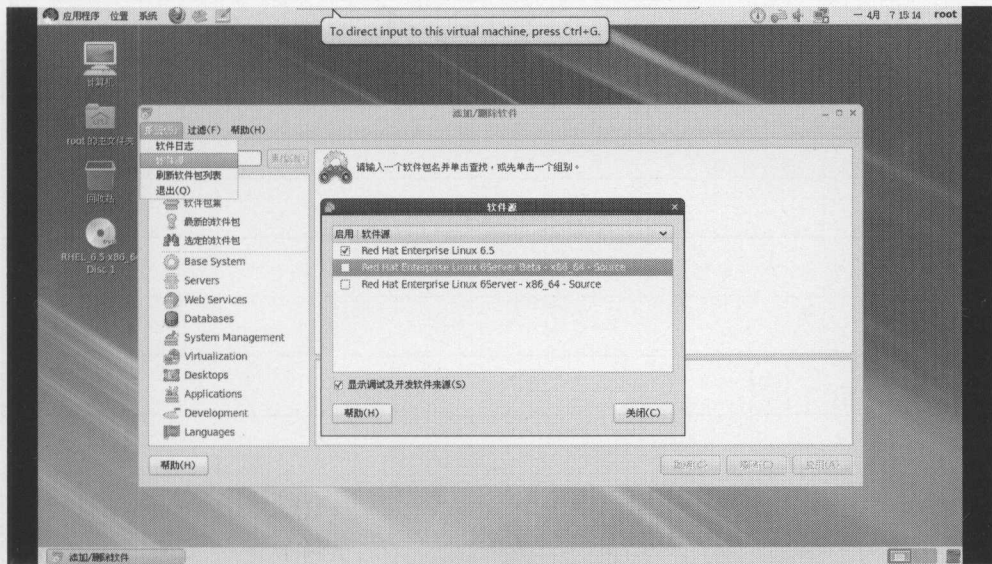 应用程序 位置 系统
4月 7 15:14 root
To direct input to this virtual machine, press Ctrl+G.
计算机
root 的主文件夹
回收站
RHEL_6.5 x86_6
Disc 1
添加/删除软件
系统(S) 过滤(F) 帮助(H)
软件日志
软件源
刷新软件包列表
退出(Q)
查找(N)
请输入一个软件包名并单击查找，或先单击一个组别。
软件包集
最新的软件包
选定的软件包
Base System
Servers
Web Services
Databases
System Management
Virtualization
Desktops
Applications
Development
Languages
软件源
启用 软件源
Red Hat Enterprise Linux 6.5
Red Hat Enterprise Linux 6Server Beta - x86_64 - Source
Red Hat Enterprise Linux 6Server - x86_64 - Source
显示调试及开发软件来源(S)
帮助(H)
关闭(C)
帮助(H)
应用(A)
添加/删除软件